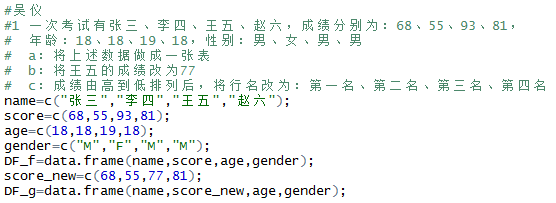 #吴仪
#1 一次考试有张三、李四、王五、赵六，成绩分别为：68、55、93、81，
#  年龄：18、18、19、18，性别：男、女、男、男
#  a：将上述数据做成一张表
#  b：将王五的成绩改为77
#  c：成绩由高到低排列后，将行名改为：第一名、第二名、第三名、第四名
name=c("张三","李四","王五","赵六");
score=c(68,55,93,81);
age=c(18,18,19,18);
gender=c("M","F","M","M");
DF_f=data.frame(name,score,age,gender);
score_new=c(68,55,77,81);
DF_g=data.frame(name,score_new,age,gender);